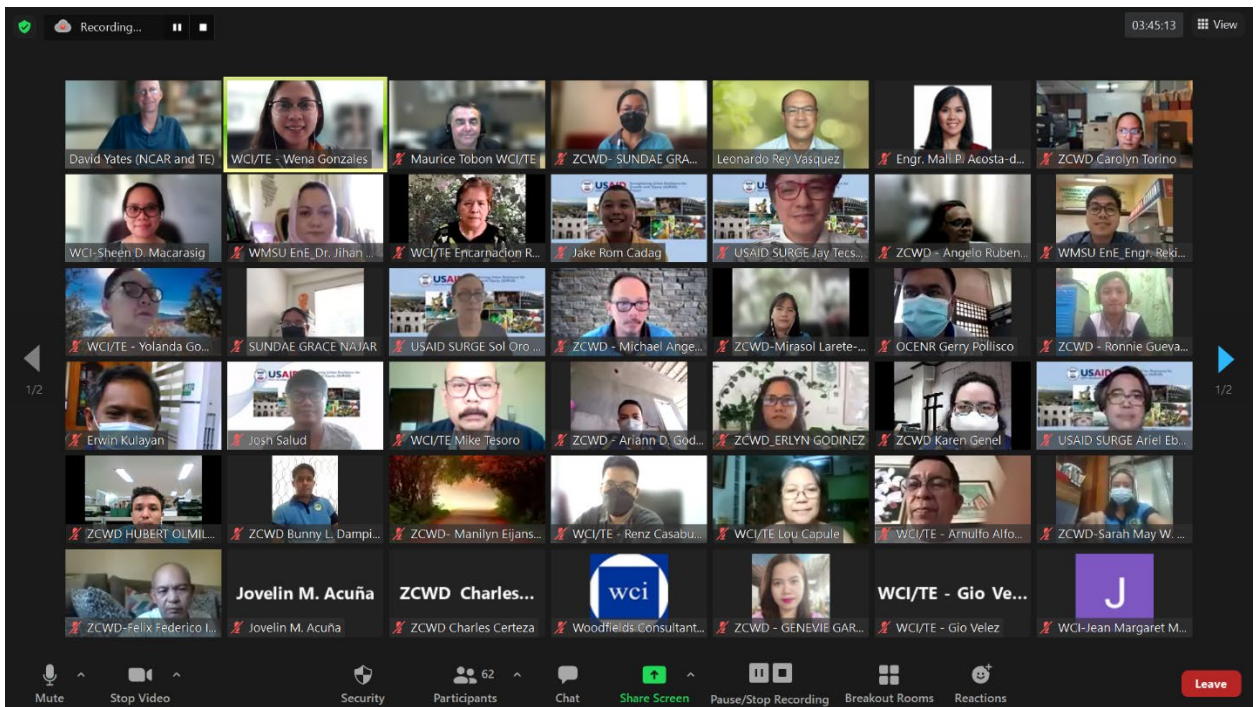 Recording...
03:45:13
View
David Yates (NCAR and TE)
WCI/TE - Wena Gonzales
Maurice Tobon WCI/TE
ZCWD- SUNDAE GRA...
Leonardo Rey Vasquez
Engr. Mall P. Acosta-d...
ZCWD Carolyn Torino
WCI-Sheen D. Macarasig
WMSU EnE_Dr. Jihan ...
WCI/TE Encarnacion R...
USAID
Jake Rom Cadag
USAID SURGE Jay Tecs...
ZCWD - Angelo Ruben...
WMSU EnE_Engr. Reki...
WCI/TE - Yolanda Go...
SUNDAE GRACE NAJAR
USAID SURGE Sol Oro ...
ZCWD - Michael Ange...
ZCWD-Mirasol Larete-...
OCENR Gerry Pollisco
ZCWD - Ronnie Gueva...
1/2
1/2
Erwin Kulayan
USAID
Josh Salud
WCI/TE Mike Tesoro
ZCWD - Ariann D. God...
ZCWD_ERLYN GODINEZ
ZCWD Karen Genel
USAID SURGE Ariel Eb...
ZCWD HUBERT OLMIL...
ZCWD Bunny L. Dampi...
ZCWD- Manilyn Eijans...
WCI/TE - Renz Casabu...
WCI/TE Lou Capule
WCI/TE - Arnulfo Alfo...
ZCWD-Sarah May W. ...
ZCWD-Felix Federico I...
Jovelin M. Acuña
Jovelin M. Acuña
ZCWD Charles...
ZCWD Charles Certeza
wci
Woodfields Consultant...
ZCWD - GENEVIE GAR...
WCI/TE - Gio Ve...
WCI/TE - Gio Velez
J
WCI-Jean Margaret M...
Mute
Stop Video
Security
62
Participants
Chat
Share Screen
Pause/Stop Recording
Breakout Rooms
Reactions
Leave